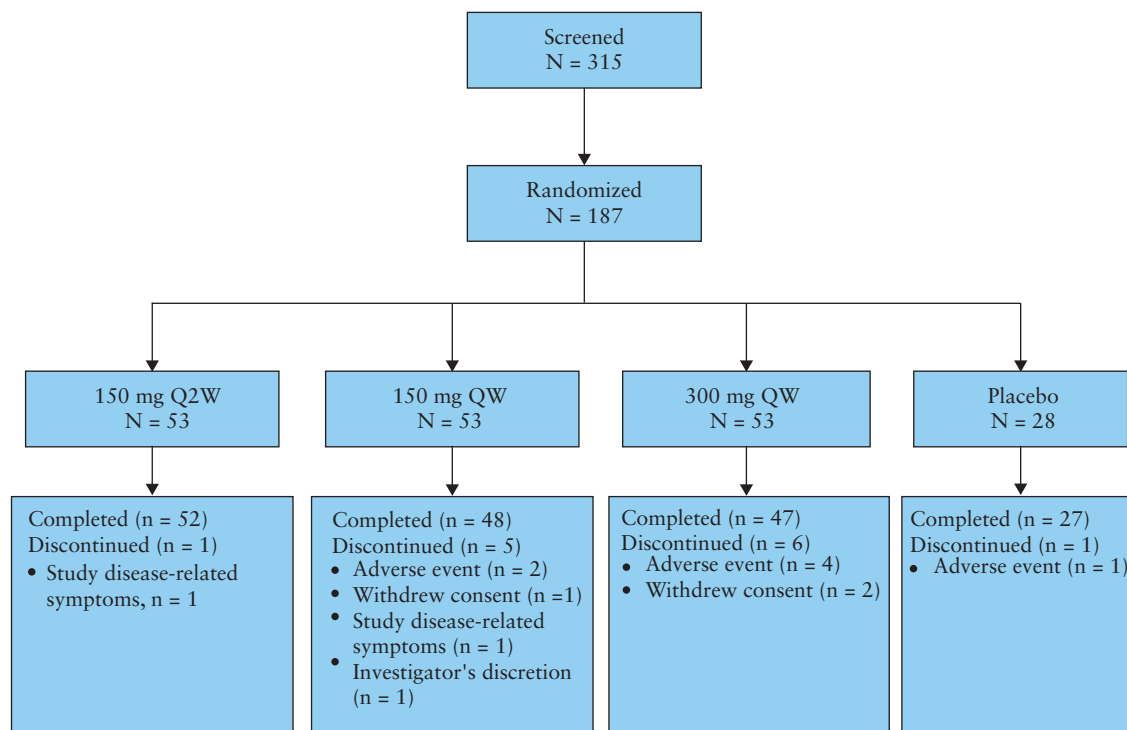 Screened
N = 315
Randomized
N = 187
150 mg Q2W
N = 53
150 mg QW
N = 53
300 mg QW
N = 53
Placebo
N = 28
Completed (n = 52)
Discontinued (n = 1)
• Study disease-related
symptoms, n = 1
Completed (n = 48)
Discontinued (n = 5)
• Adverse event (n = 2)
• Withdrew consent (n =1)
• Study disease-related
symptoms (n = 1)
• Investigator's discretion
(n = 1)
Completed (n = 47)
Discontinued (n = 6)
• Adverse event (n = 4)
• Withdrew consent (n = 2)
Completed (n = 27)
Discontinued (n = 1)
• Adverse event (n = 1)